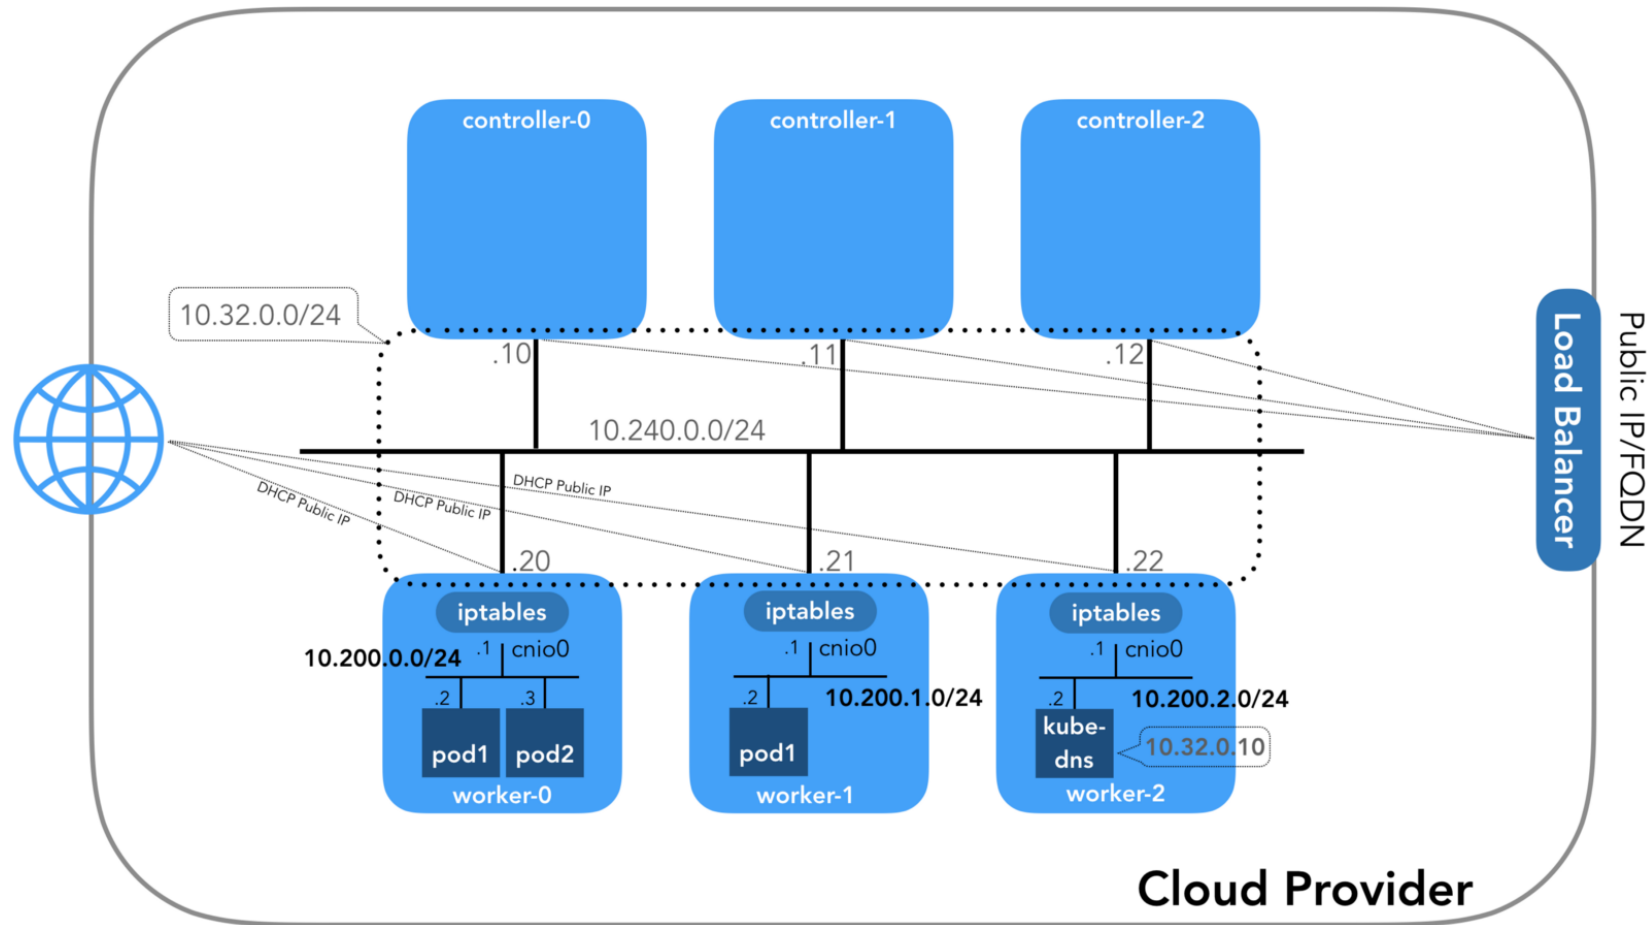 controller-0
controller-1
controller-2
10.32.0.0/24
.10
.11
.12
10.240.0.0/24
DHCP Public IP
DHCP Public IP
DHCP Public IP
.20
.21
.22
Load Balancer
Public IP/FQDN
iptables
.1
cnio0
10.200.0.0/24
.2
.3
pod1
pod2
worker-0
iptables
.1
cnio0
.2
10.200.1.0/24
pod1
worker-1
iptables
.1
cnio0
.2
10.200.2.0/24
kube-
dns
10.32.0.10
worker-2
Cloud Provider